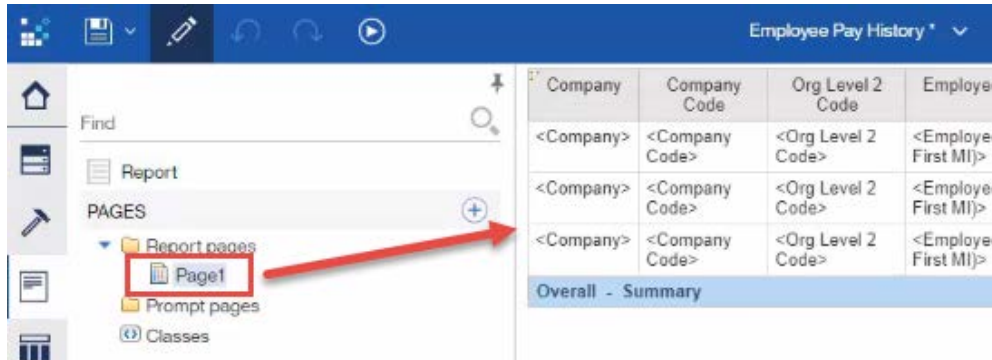 Employee Pay History *
Find
Report
PAGES
Report pages
Page1
Prompt pages
Classes
Company Company Code Org Level 2 Code Employe
<Company> <Company Code> <Org Level 2 Code> <Employe First MI)>
<Company> <Company Code> <Org Level 2 Code> <Employe First MI)>
<Company> <Company Code> <Org Level 2 Code> <Employe First MI)>
Overall - Summary